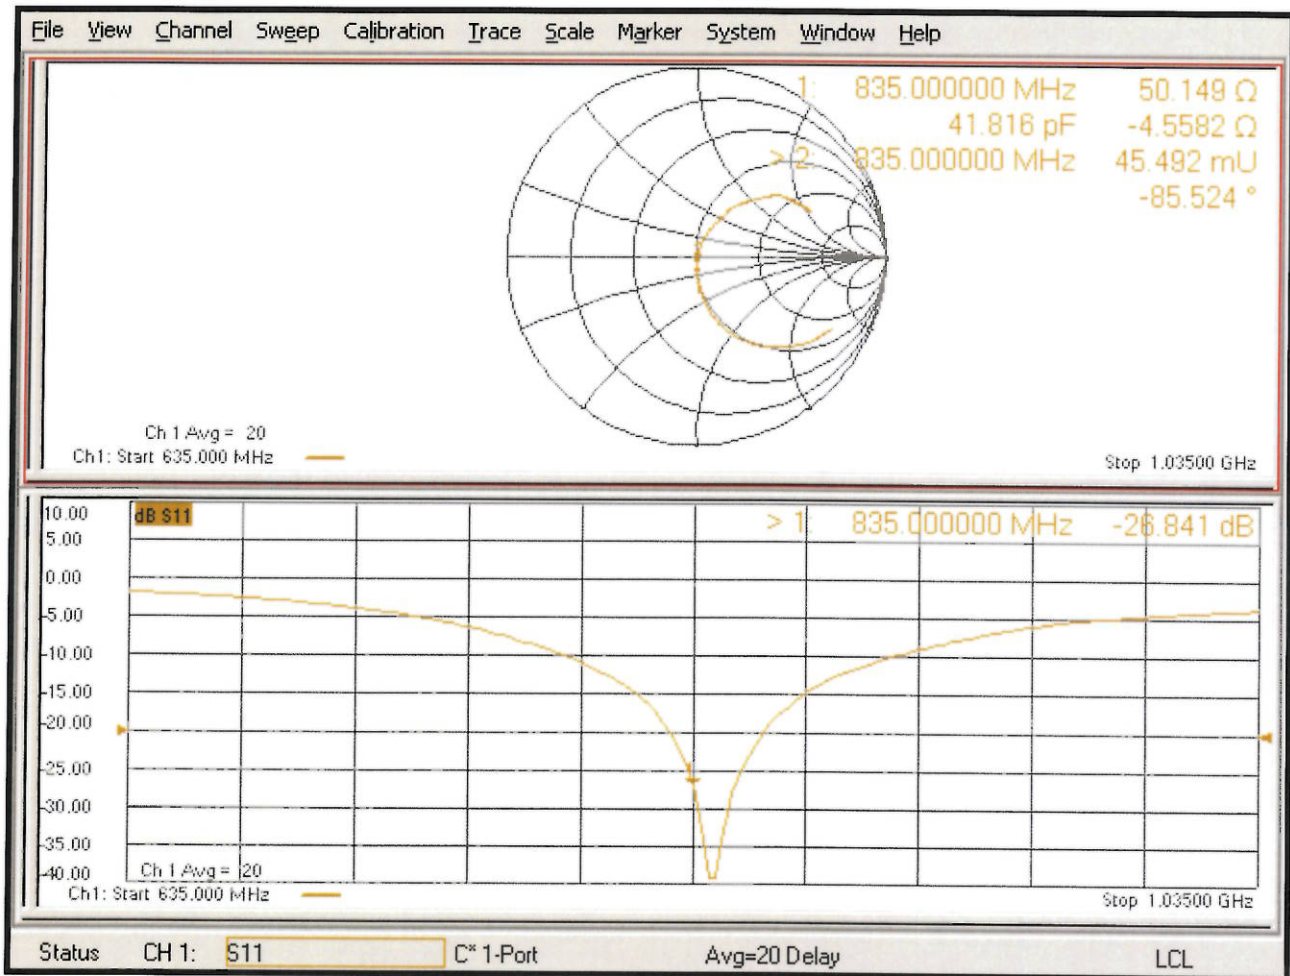 File View Channel Sweep Calibration Trace Scale Marker System Window Help
1: 835.000000 MHz 50.149 Ω
41.816 pF -4.5582 Ω
> 2: 835.000000 MHz 45.492 mU
-85.524 °
Ch 1 Avg = 20
Ch1: Start 635.000 MHz
Stop 1.03500 GHz
10.00
dB S11
> 1: 835.000000 MHz -26.841 dB
5.00
0.00
-5.00
-10.00
-15.00
-20.00
-25.00
-30.00
-35.00
-40.00
Ch 1 Avg = 20
Ch1: Start 635.000 MHz
Stop 1.03500 GHz
Status CH 1: S11 C* 1-Port Avg=20 Delay LCL